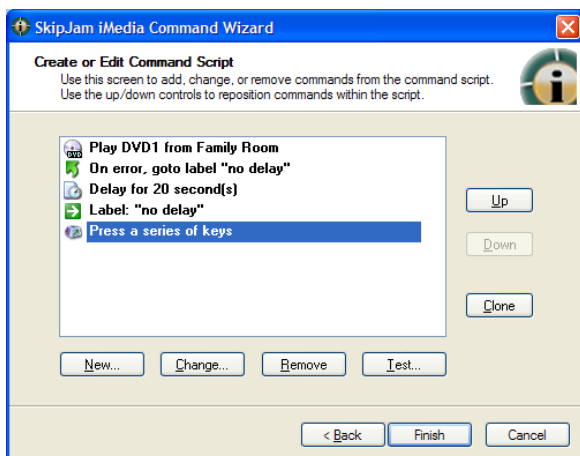 SkipJam iMedia Command Wizard
Create or Edit Command Script
Use this screen to add, change, or remove commands from the command script.
Use the up/down controls to reposition commands within the script.
Play DVD1 from Family Room
On error, goto label "no delay"
Delay for 20 second(s)
Label: "no delay"
Press a series of keys
Up
Down
Clone
New... Change... Remove Test...
< Back Finish Cancel